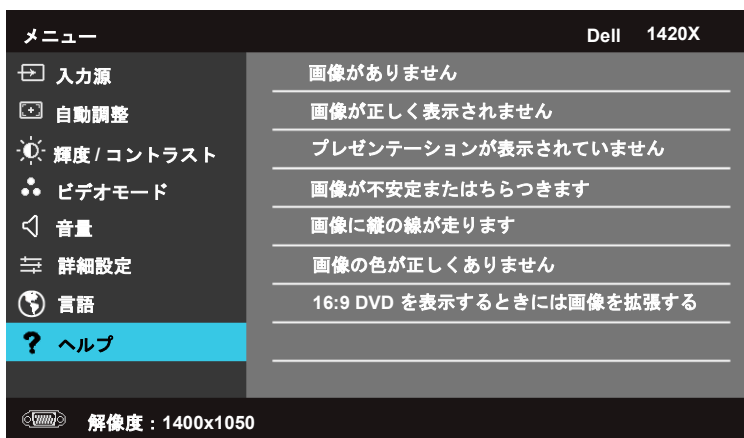 メニュー
Dell 1420X
入力源
自動調整
輝度 / コントラスト
ビデオモード
音量
詳細設定
言語
? ヘルプ
画像がありません
画像が正しく表示されません
プレゼンテーションが表示されていません
画像が不安定またはちらつきます
画像に縦の線が走ります
画像の色が正しくありません
16:9 DVD を表示するときには画像を拡張する
解像度：1400x1050